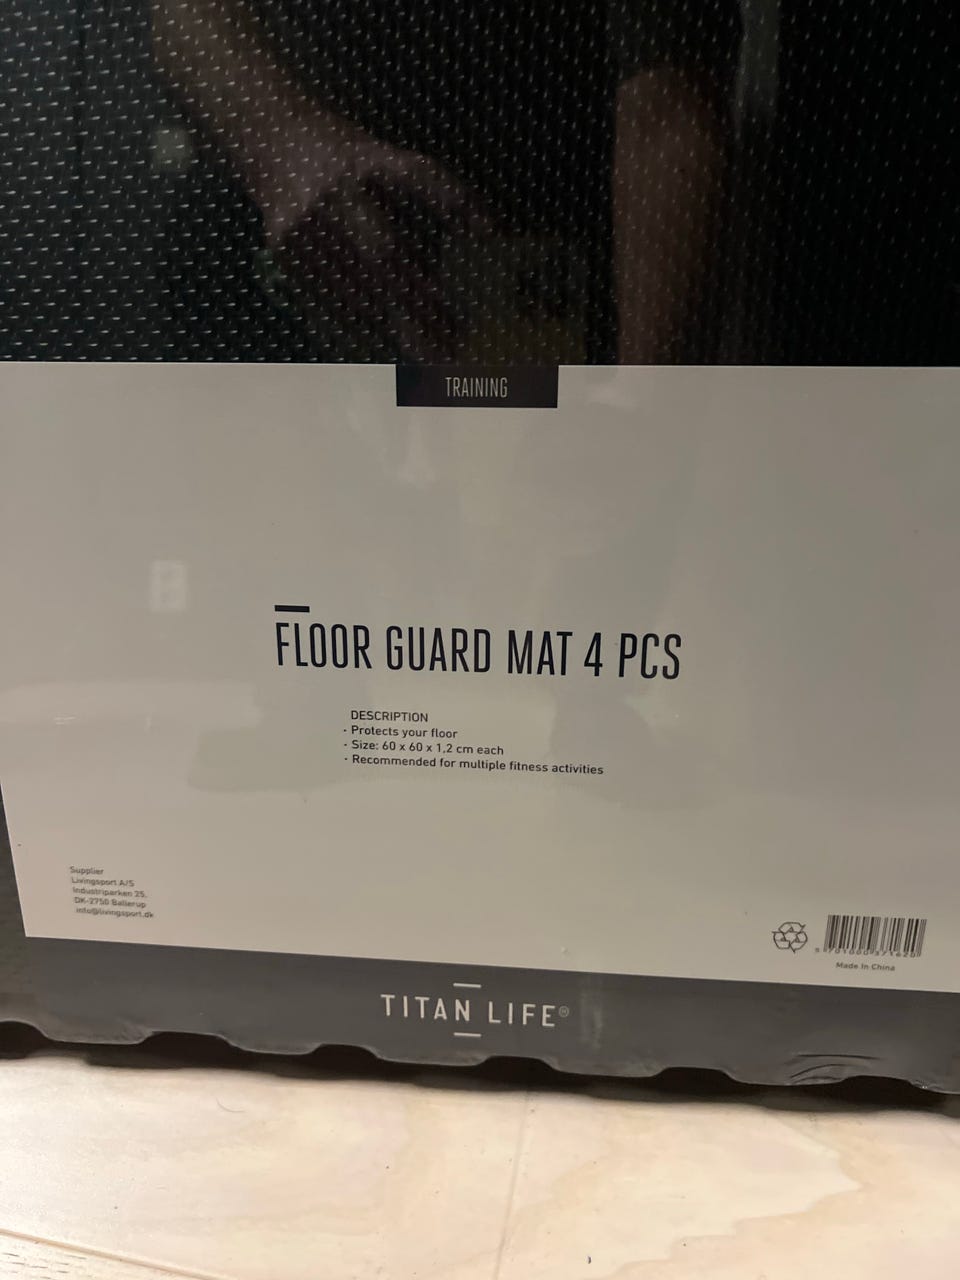 TRAINING
FLOOR GUARD MAT 4 PCS
DESCRIPTION
· Protects your floor
· Size: 60 x 60 x 1,2 cm each
· Recommended for multiple fitness activities
Supplier
Livingsport A/S
Industriparken 25,
DK-2750 Ballerup
info@livingsport.dk
Made In China
TITAN LIFE®